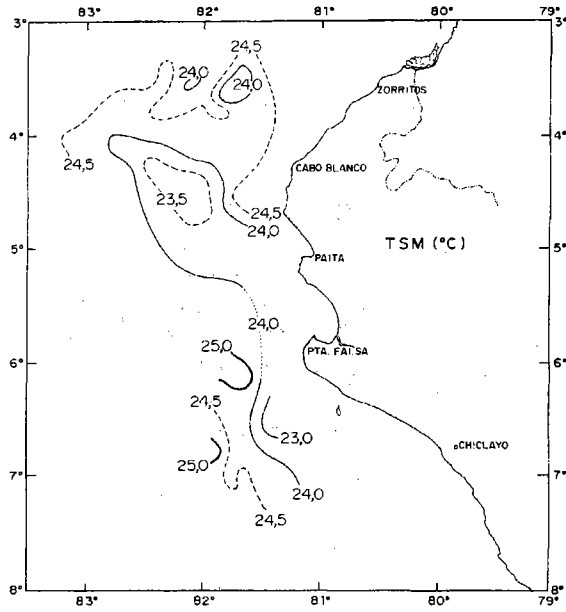 83° 82° 81° 80° 79°
3° 3°
24,5
24,0
24,0
ZORRITOS
4° 4°
24,5
CABO BLANCO
23,5
24,5
24,0
TSM (°C)
5° 5°
PAITA
24,0
25,0
PTA. FALSA
6° 6°
24,5
23,0
CHICLAYO
25,0
7° 7°
24,0
24,5
8° 8°
83° 82° 81° 80° 79°